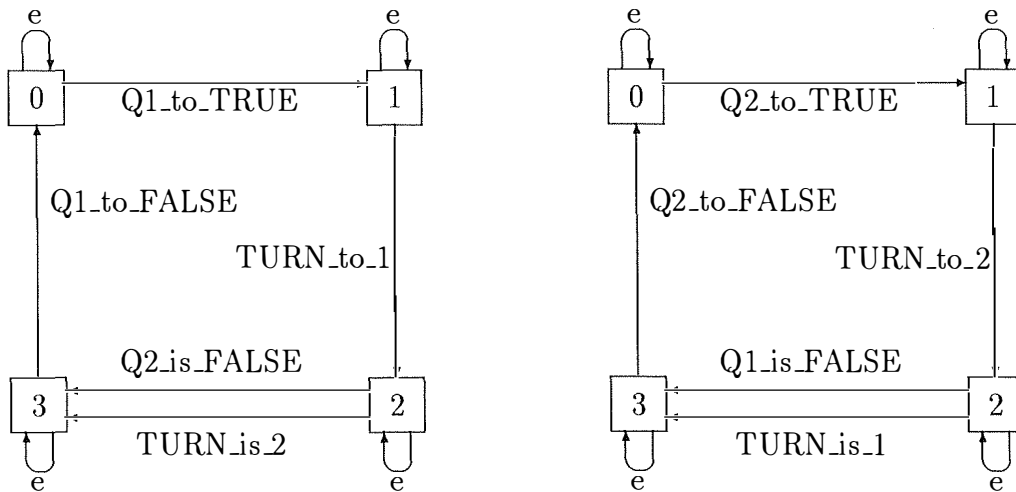 e e e e
0 1 0 1
Q1_to_TRUE Q2_to_TRUE
Q1_to_FALSE Q2_to_FALSE
TURN_to_1 TURN_to_2
Q2_is_FALSE Q1_is_FALSE
3 2 3 2
TURN_is_2 TURN_is_1
e e e e